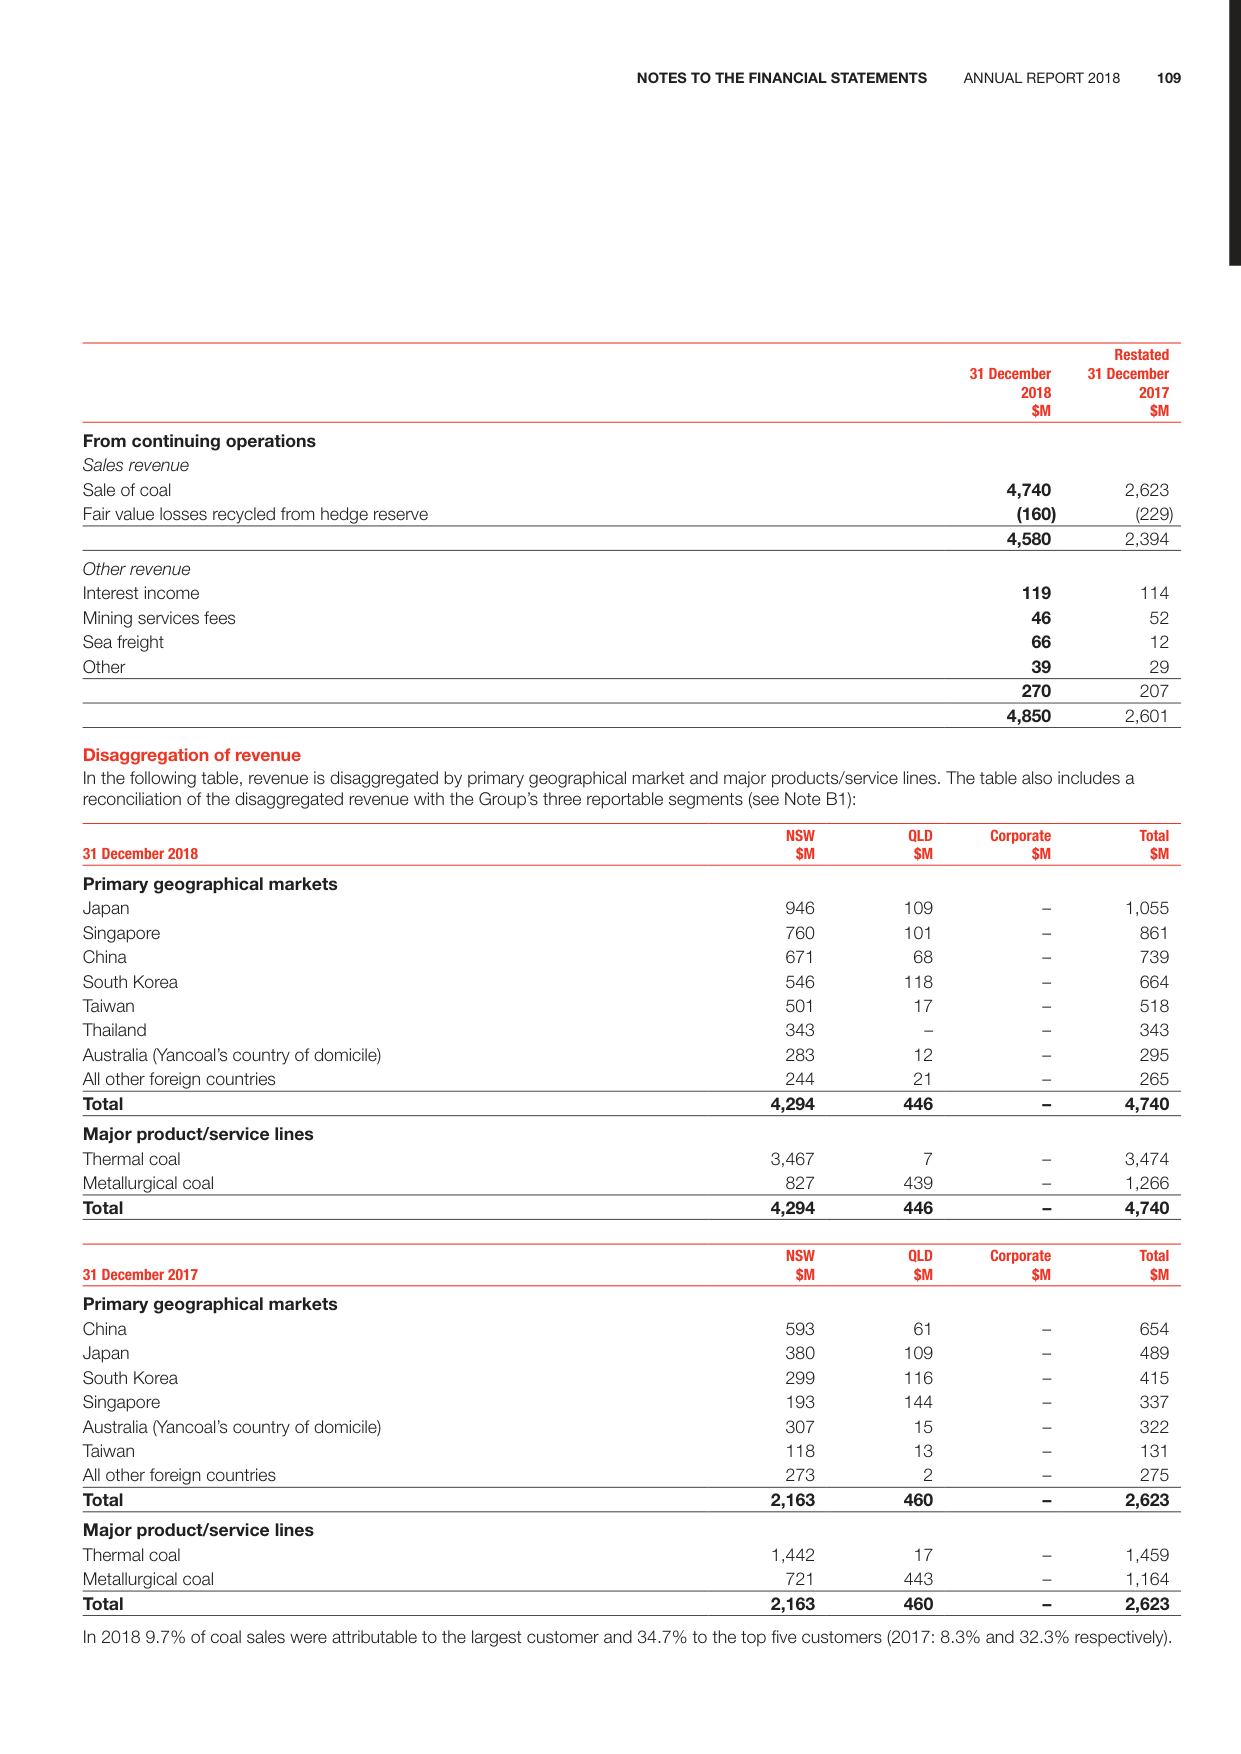 NOTES TO THE FINANCIAL STATEMENTS ANNUAL REPORT 2018 109
Restated
31 December 31 December
2018 2017
$M $M
From continuing operations
Sales revenue
Sale of coal 4,740 2,623
Fair value losses recycled from hedge reserve (160) (229)
4,580 2,394
Other revenue
Interest income 119 114
Mining services fees 46 52
Sea freight 66 12
Other 39 29
270 207
4,850 2,601
Disaggregation of revenue
In the following table, revenue is disaggregated by primary geographical market and major products/service lines. The table also includes a
reconciliation of the disaggregated revenue with the Group's three reportable segments (see Note B1):
NSW QLD Corporate Total
31 December 2018 $M $M $M $M
Primary geographical markets
Japan 946 109 – 1,055
Singapore 760 101 – 861
China 671 68 – 739
South Korea 546 118 – 664
Taiwan 501 17 – 518
Thailand 343 – – 343
Australia (Yancoal's country of domicile) 283 12 – 295
All other foreign countries 244 21 – 265
Total 4,294 446 – 4,740
Major product/service lines
Thermal coal 3,467 7 – 3,474
Metallurgical coal 827 439 – 1,266
Total 4,294 446 – 4,740
NSW QLD Corporate Total
31 December 2017 $M $M $M $M
Primary geographical markets
China 593 61 – 654
Japan 380 109 – 489
South Korea 299 116 – 415
Singapore 193 144 – 337
Australia (Yancoal's country of domicile) 307 15 – 322
Taiwan 118 13 – 131
All other foreign countries 273 2 – 275
Total 2,163 460 – 2,623
Major product/service lines
Thermal coal 1,442 17 – 1,459
Metallurgical coal 721 443 – 1,164
Total 2,163 460 – 2,623
In 2018 9.7% of coal sales were attributable to the largest customer and 34.7% to the top five customers (2017: 8.3% and 32.3% respectively).